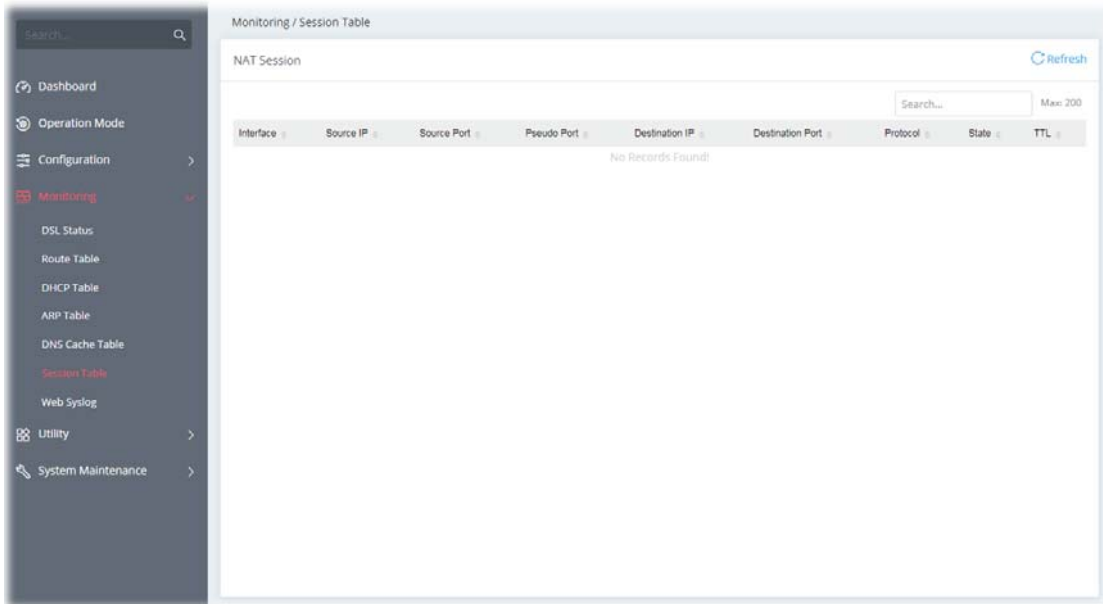 Search...
Dashboard
Operation Mode
Configuration
Monitoring
DSL Status
Route Table
DHCP Table
ARP Table
DNS Cache Table
Session Table
Web Syslog
Utility
System Maintenance
Monitoring / Session Table
NAT Session
Refresh
Search...
Max: 200
Interface Source IP Source Port Pseudo Port Destination IP Destination Port Protocol State TTL
No Records Found!